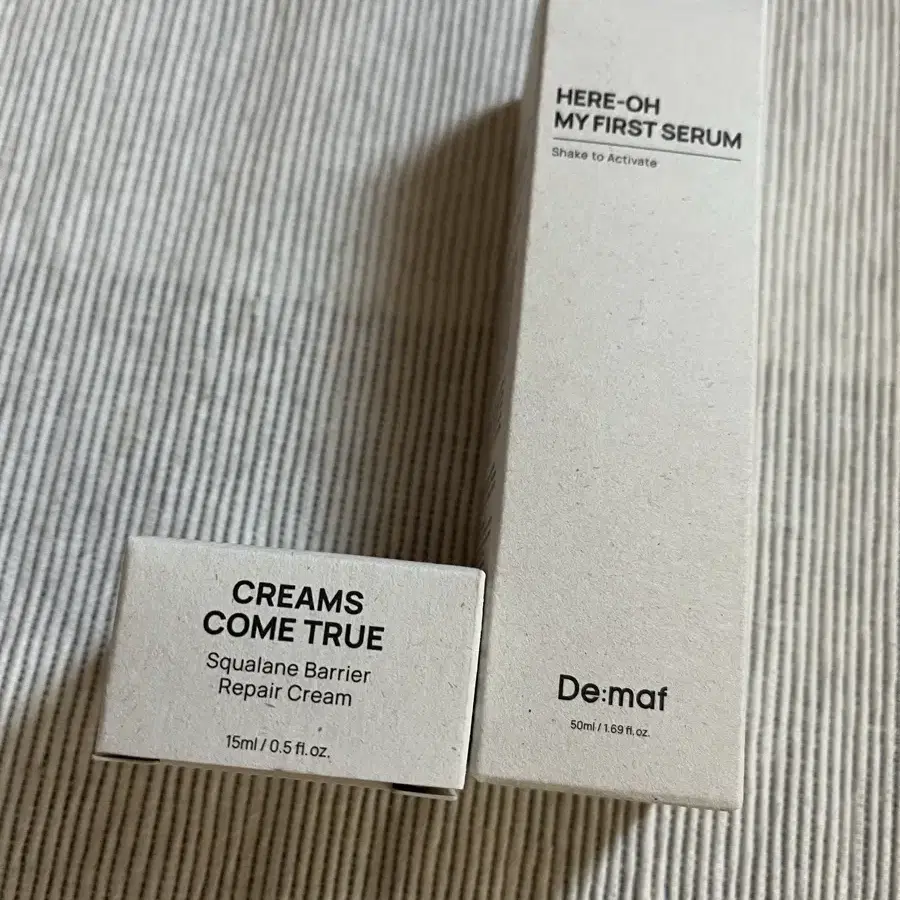 HERE-OH
MY FIRST SERUM
Shake to Activate
De:maf
50ml / 1.69 fl. oz.
CREAMS
COME TRUE
Squalane Barrier
Repair Cream
15ml / 0.5 fl. oz.